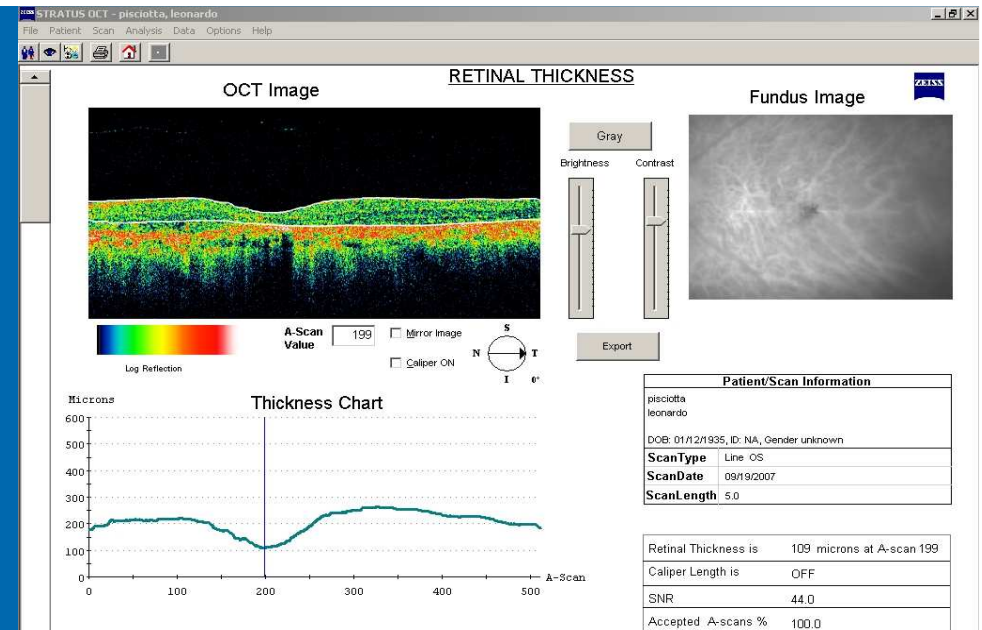 STRATUS OCT - pisciotta, leonardo
File Patient Scan Analysis Data Options Help
RETINAL THICKNESS
ZEISS
OCT Image
Fundus Image
Gray
Brightness Contrast
A-Scan Value 199
Mirror Image
Caliper ON
S
N T
I 0°
Export
Log Reflection
Patient/Scan Information
pisciotta
leonardo
DOB: 01/12/1935, ID: NA, Gender unknown
ScanType Line OS
ScanDate 09/19/2007
ScanLength 5.0
Microns
Thickness Chart
600
500
400
300
200
100
0
A-Scan
0 100 200 300 400 500
Retinal Thickness is 109 microns at A-scan 199
Caliper Length is OFF
SNR 44.0
Accepted A-scans % 100.0